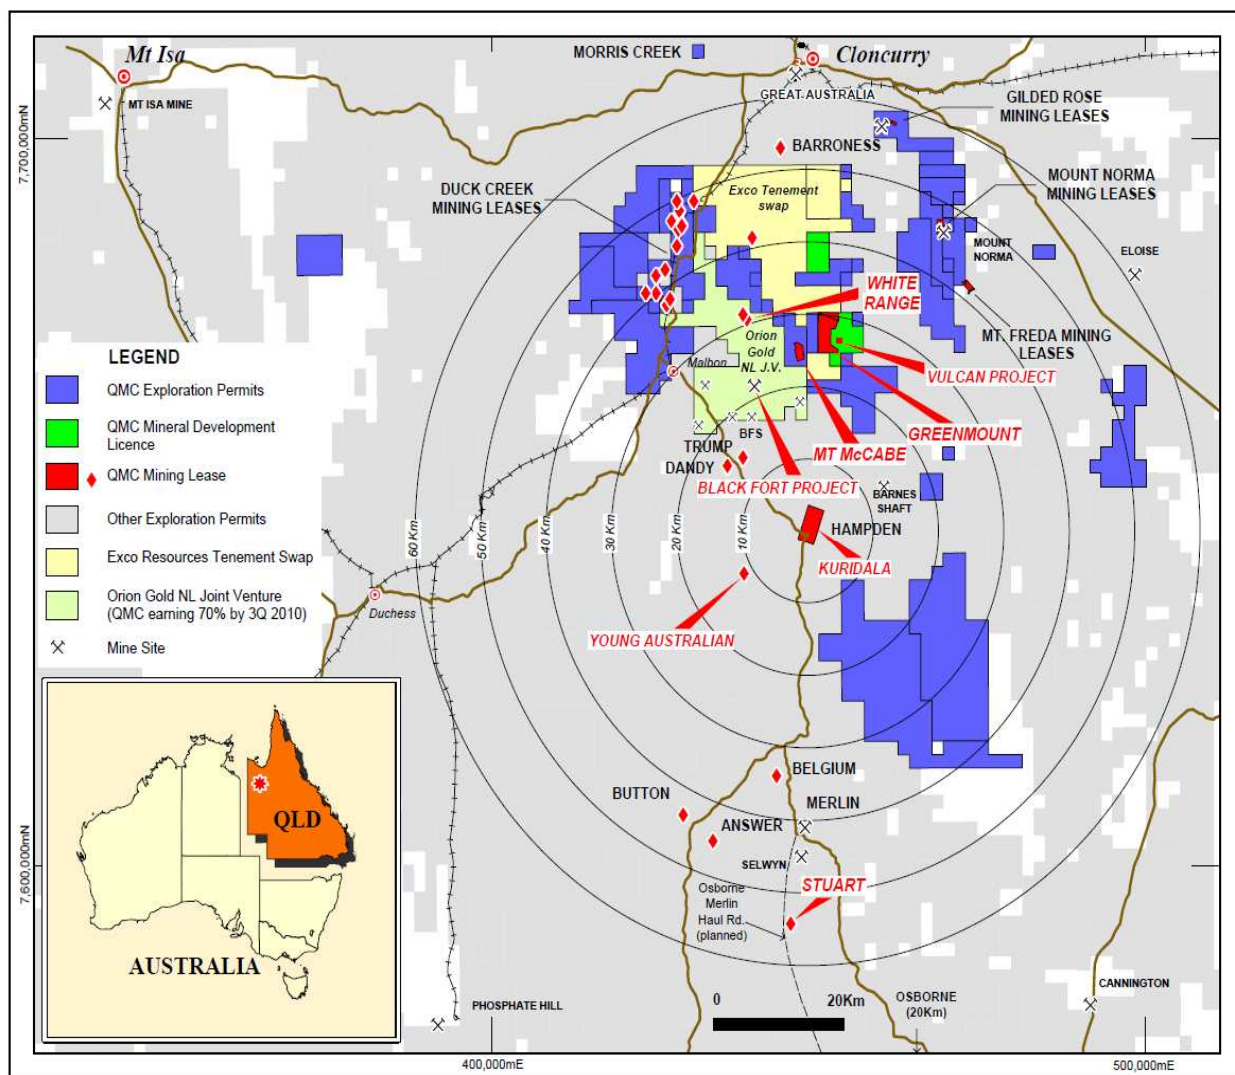 Mt Isa
MT ISA MINE
MORRIS CREEK
Cloncurry
GREAT AUSTRALIA
GILDED ROSE
MINING LEASES
7,700,000mN
BARRONESS
DUCK CREEK
MINING LEASES
Exco Tenement
swap
MOUNT NORMA
MINING LEASES
MOUNT
NORMA
ELOISE
WHITE
RANGE
Orion
Gold
NL J.V.
MT. FREDA MINING
LEASES
Malbon
VULCAN PROJECT
GREENMOUNT
MT McCABE
BFS
TRUMP
DANDY
BLACK FORT PROJECT
BARNES
SHAFT
HAMPDEN
KURIDALA
60 Km
50 Km
40 Km
30 Km
20 Km
10 Km
LEGEND
QMC Exploration Permits
QMC Mineral Development
Licence
QMC Mining Lease
Other Exploration Permits
Exco Resources Tenement Swap
Orion Gold NL Joint Venture
(QMC earning 70% by 3Q 2010)
Mine Site
Duchess
YOUNG AUSTRALIAN
QLD
AUSTRALIA
BELGIUM
BUTTON
MERLIN
ANSWER
SELWYN
STUART
Osborne
Merlin
Haul Rd.
(planned)
7,600,000mN
PHOSPHATE HILL
0 20Km
OSBORNE
(20Km)
CANNINGTON
400,000mE
500,000mE